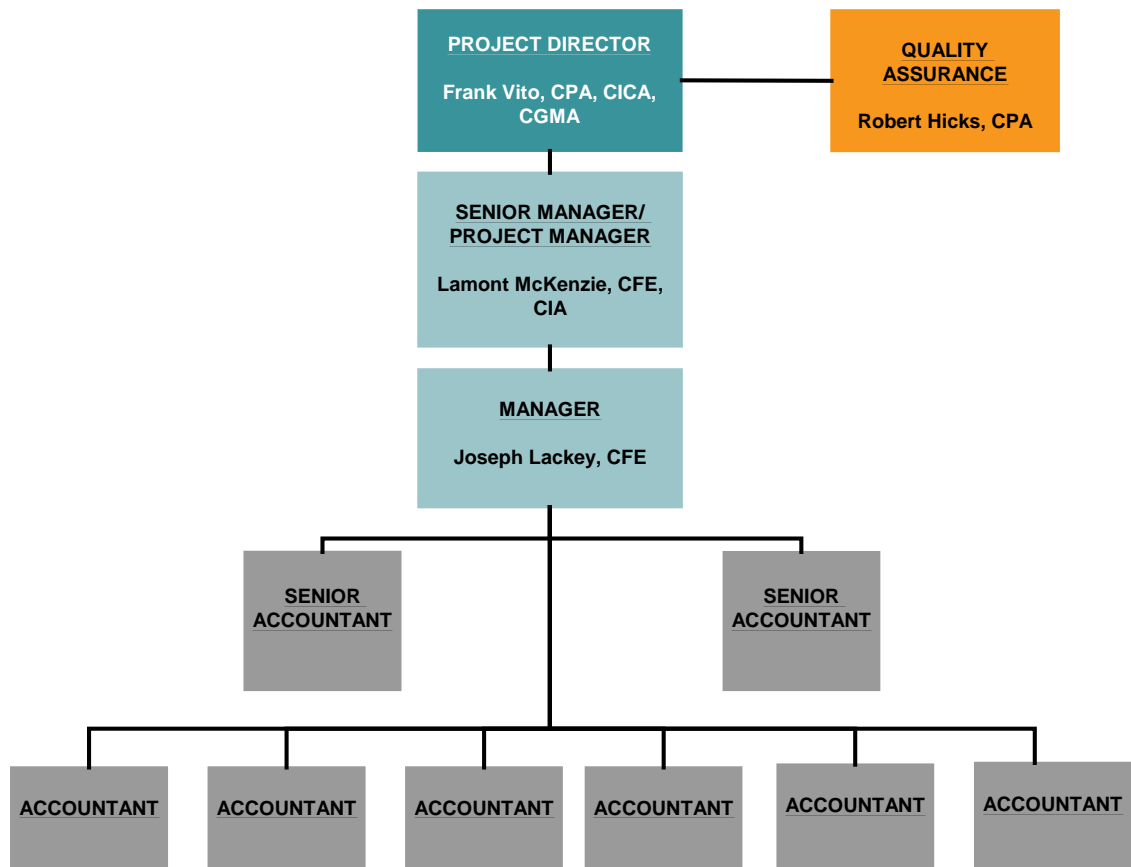 PROJECT DIRECTOR
Frank Vito, CPA, CICA,
CGMA
QUALITY
ASSURANCE
Robert Hicks, CPA
SENIOR MANAGER/
PROJECT MANAGER
Lamont McKenzie, CFE,
CIA
MANAGER
Joseph Lackey, CFE
SENIOR
ACCOUNTANT
SENIOR
ACCOUNTANT
ACCOUNTANT
ACCOUNTANT
ACCOUNTANT
ACCOUNTANT
ACCOUNTANT
ACCOUNTANT